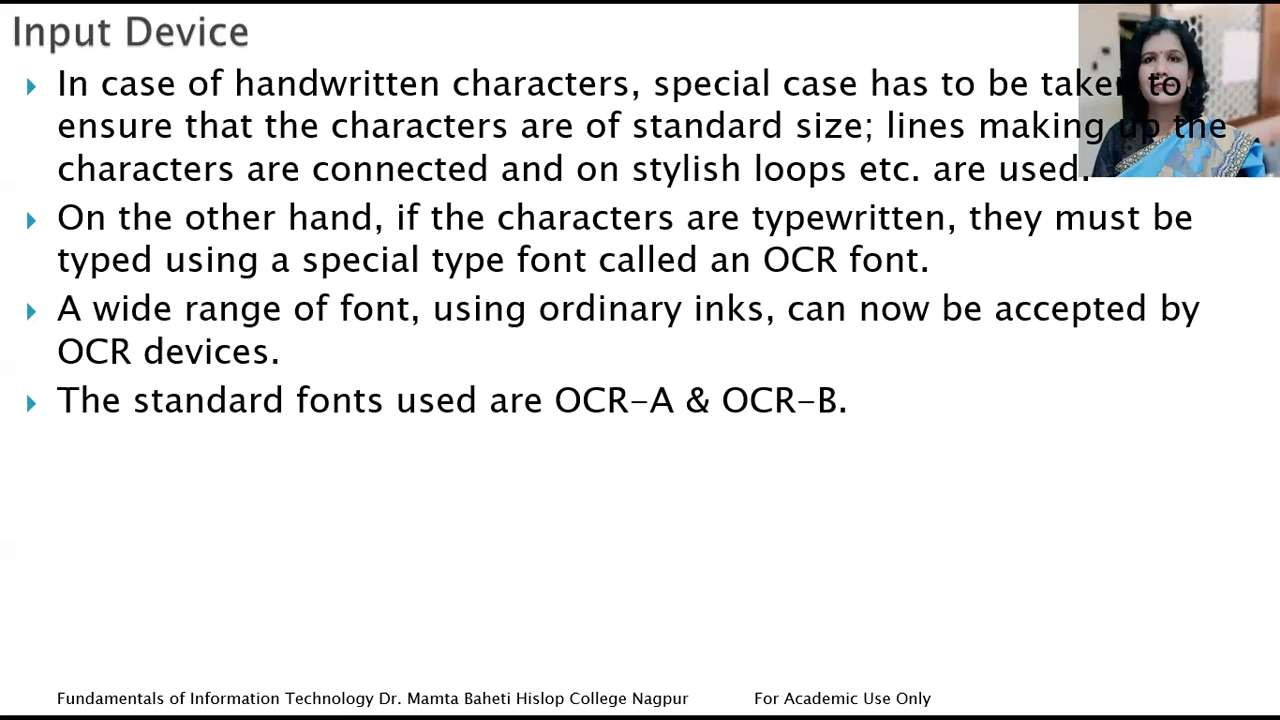 Input Device
In case of handwritten characters, special case has to be taken to
ensure that the characters are of standard size; lines making up the
characters are connected and on stylish loops etc. are used.
On the other hand, if the characters are typewritten, they must be
typed using a special type font called an OCR font.
A wide range of font, using ordinary inks, can now be accepted by
OCR devices.
The standard fonts used are OCR-A & OCR-B.
Fundamentals of Information Technology Dr. Mamta Baheti Hislop College Nagpur For Academic Use Only